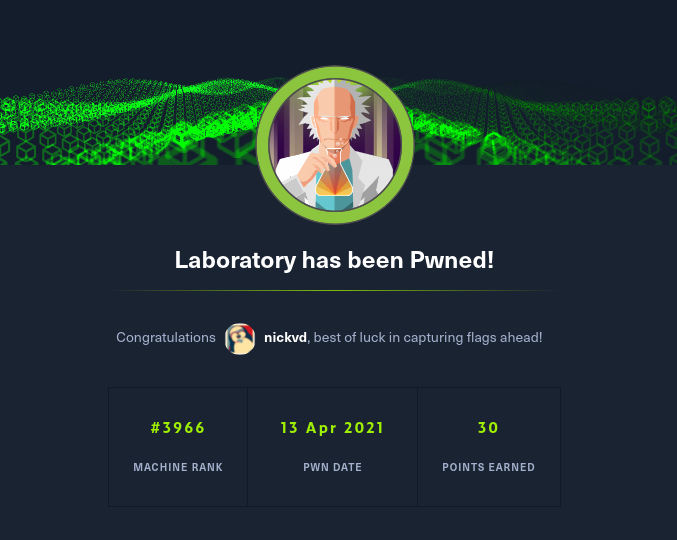 Laboratory has been Pwned!
Congratulations nickvd, best of luck in capturing flags ahead!
#3966 13 Apr 2021 30
MACHINE RANK PWN DATE POINTS EARNED